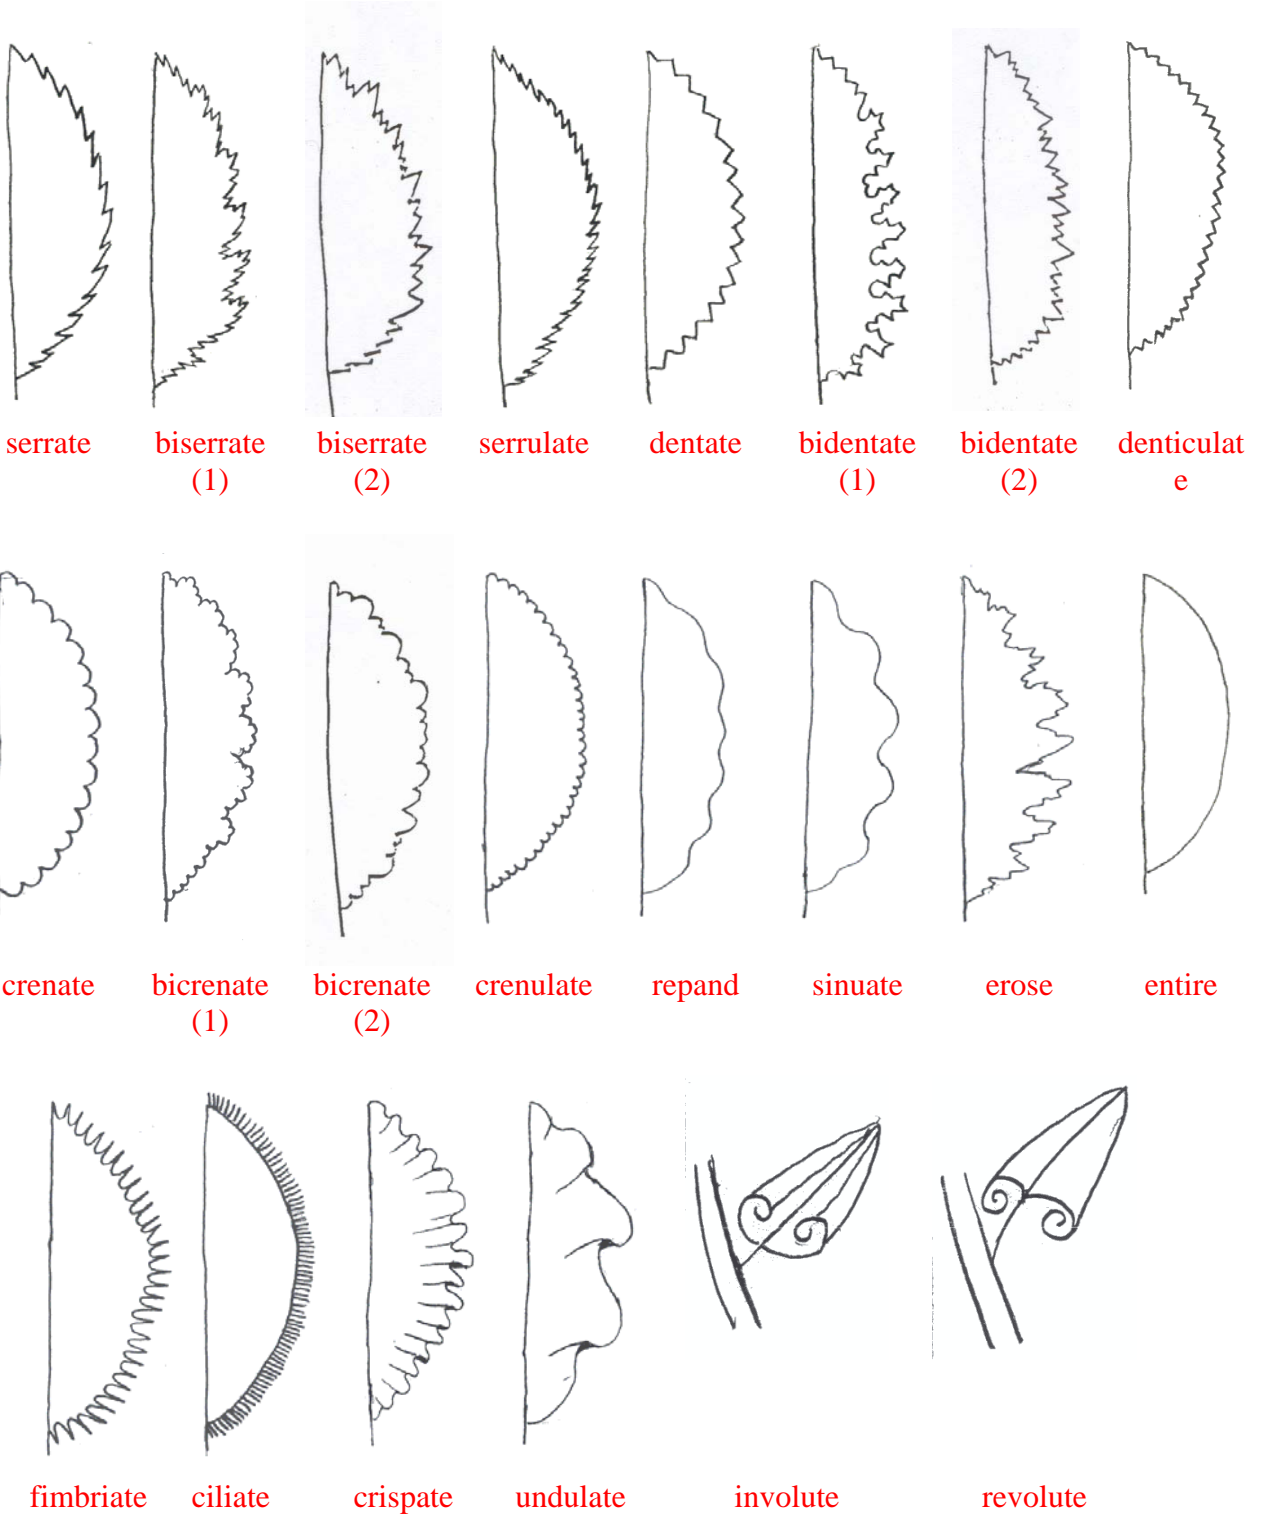 serrate biserrate biserrate serrulate dentate bidentate bidentate denticulat
(1) (2) (1) (2) e
crenate bicrenate bicrenate crenulate repand sinuate erose entire
(1) (2)
fimbriate ciliate crispate undulate involute revolute